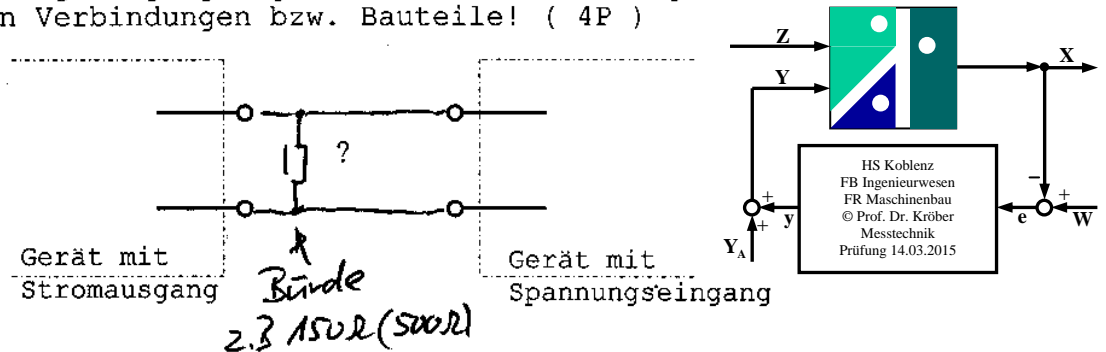 n Verbindungen bzw. Bauteile! ( 4P )
?
Gerät mit
Stromausgang
Bürde
z.B 150Ω (500Ω)
Gerät mit
Spannungseingang
Z
Y
X
HS Koblenz
FB Ingenieurwesen
FR Maschinenbau
© Prof. Dr. Kröber
Messtechnik
Prüfung 14.03.2015
−
+
+
y
e
W
+
Y_A